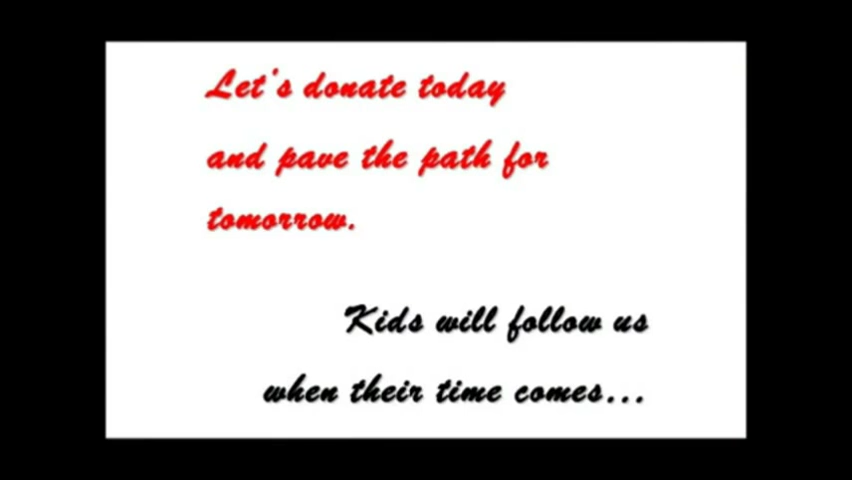 Let's donate today
and pave the path for
tomorrow.
Kids will follow us
when their time comes...